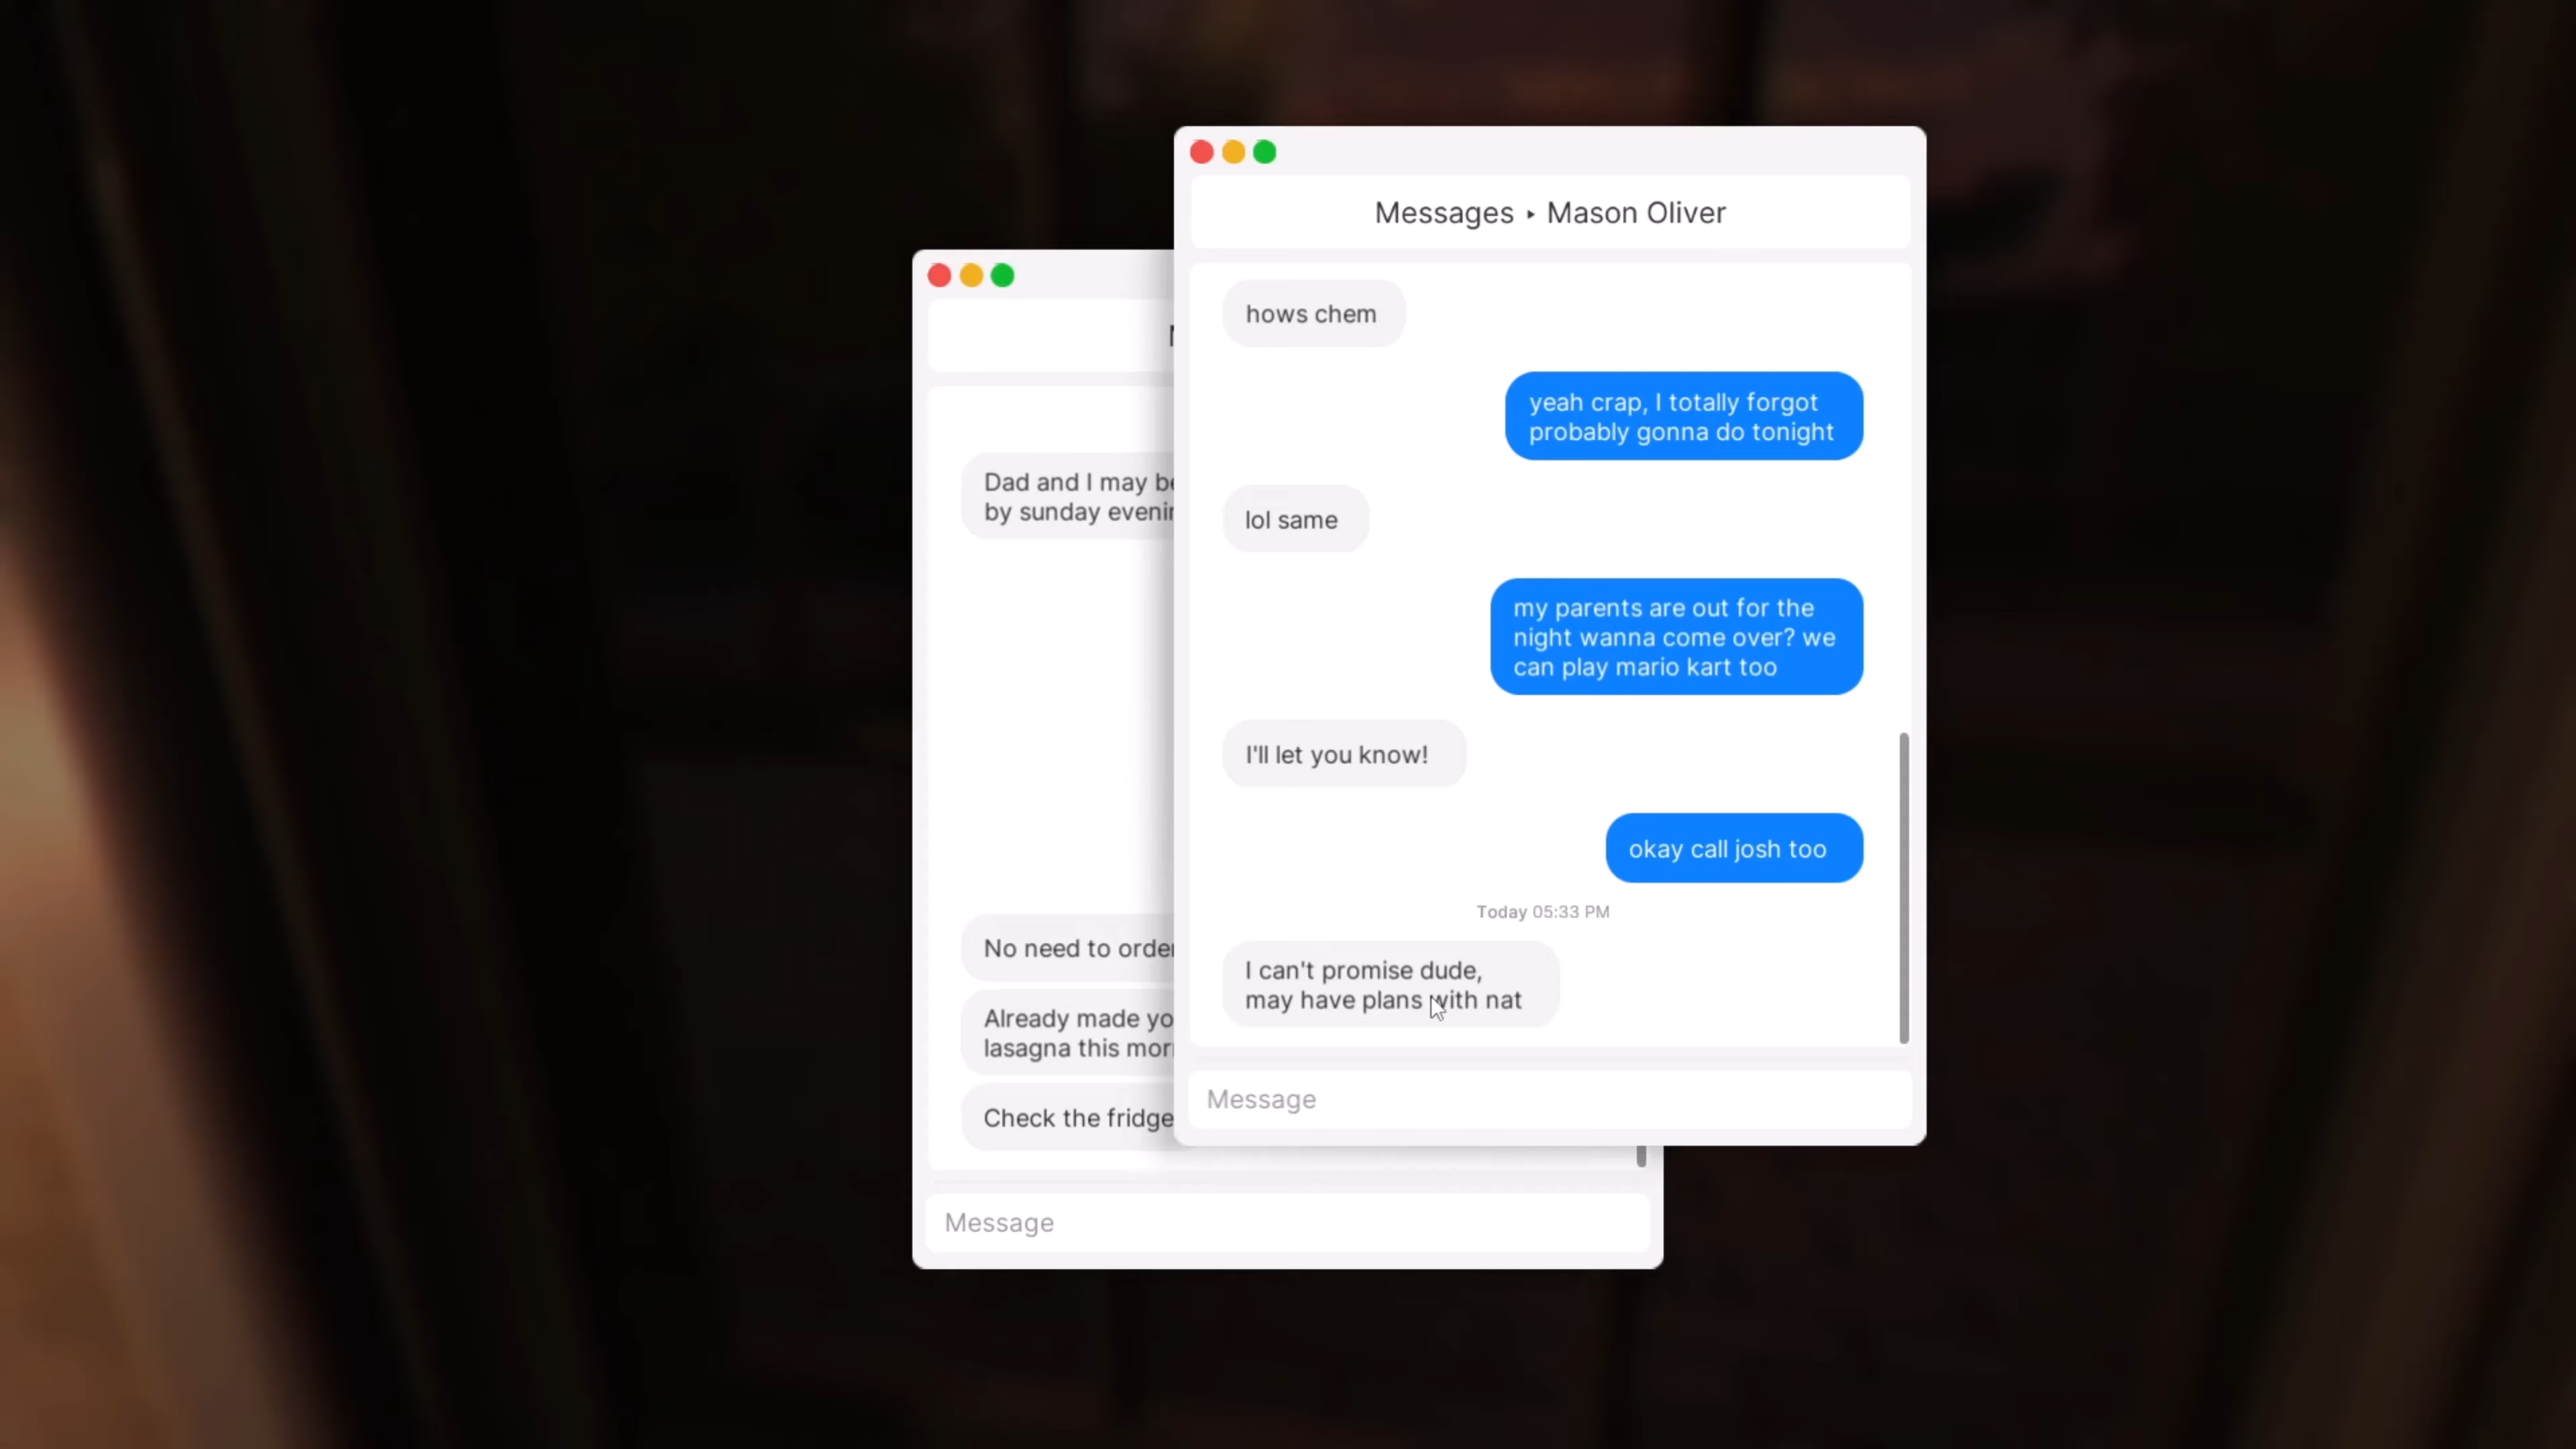 Messages ‣ Mason Oliver
hows chem
yeah crap, I totally forgot
probably gonna do tonight
lol same
my parents are out for the
night wanna come over? we
can play mario kart too
I'll let you know!
okay call josh too
Today 05:33 PM
I can't promise dude,
may have plans with nat
Message
Dad and I may
by sunday
No need to
Already made
lasagna this
Check the fridge
Message